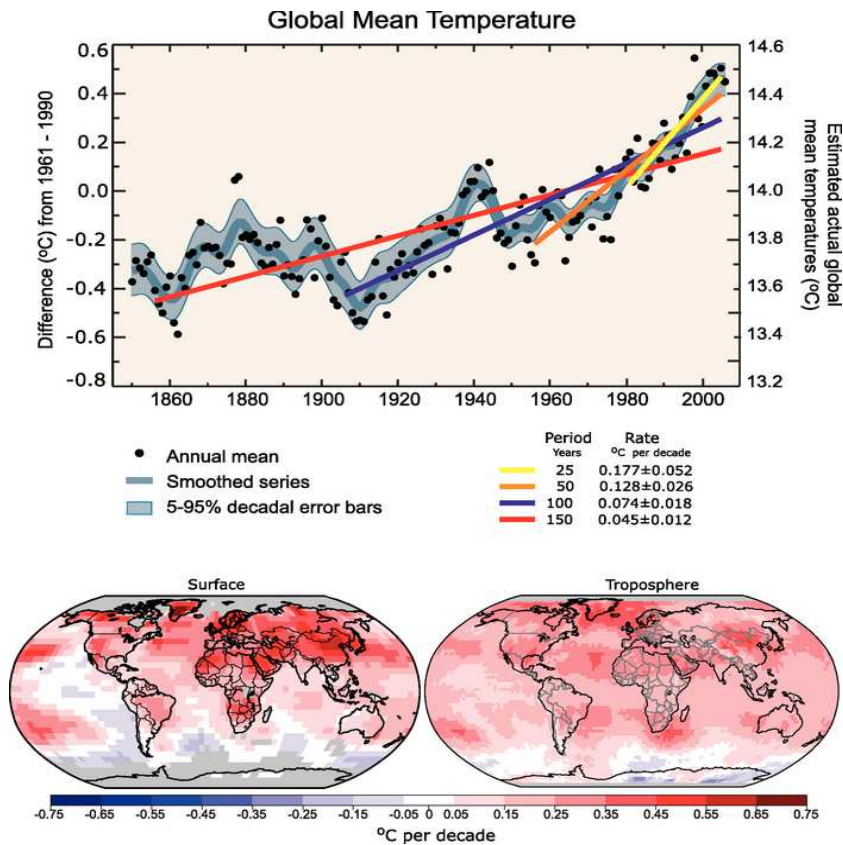 Global Mean Temperature
0.6
0.4
0.2
0.0
-0.2
-0.4
-0.6
-0.8
Difference (ºC) from 1961 - 1990
14.6
14.4
14.2
14.0
13.8
13.6
13.4
13.2
Estimated actual global
mean temperatures (ºC)
1860 1880 1900 1920 1940 1960 1980 2000
Annual mean
Smoothed series
5-95% decadal error bars
Period Rate
Years ºC per decade
25 0.177±0.052
50 0.128±0.026
100 0.074±0.018
150 0.045±0.012
Surface
Troposphere
-0.75 -0.65 -0.55 -0.45 -0.35 -0.25 -0.15 -0.05 0 0.05 0.15 0.25 0.35 0.45 0.55 0.65 0.75
ºC per decade